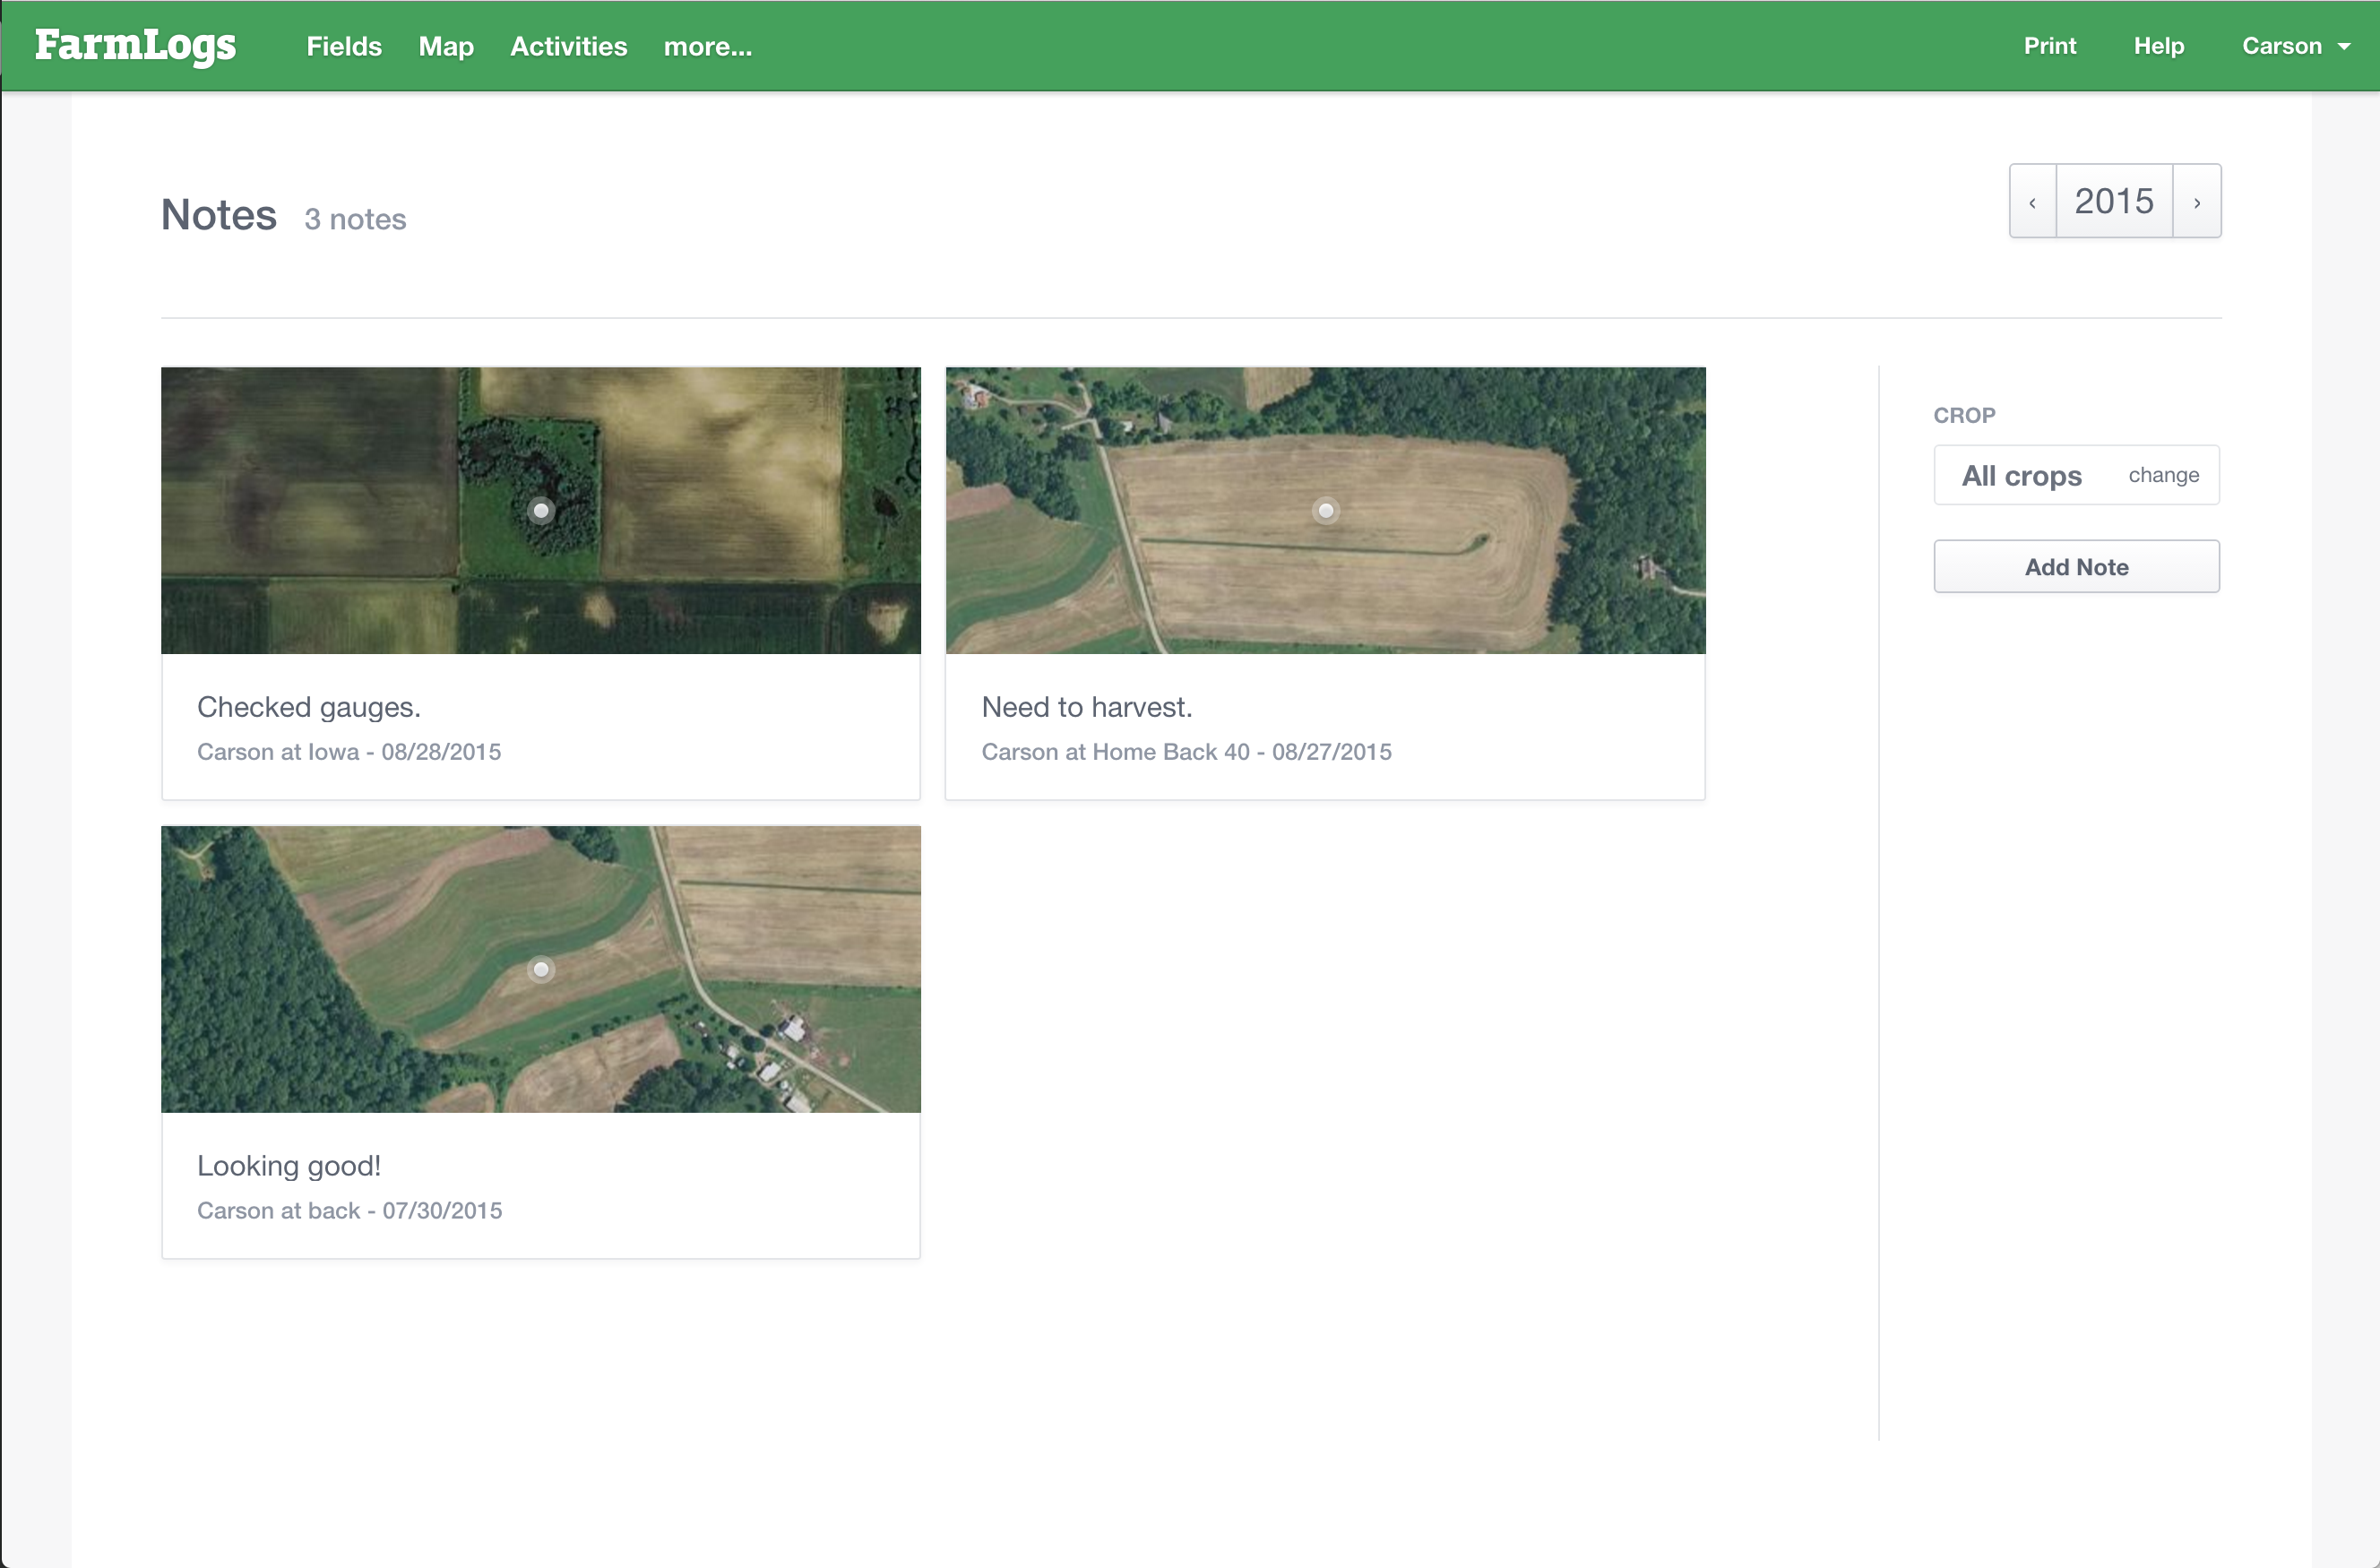 FarmLogs Fields Map Activities more... Print Help Carson
Notes 3 notes
‹ 2015 ›
Checked gauges.
Carson at Iowa - 08/28/2015
Need to harvest.
Carson at Home Back 40 - 08/27/2015
Looking good!
Carson at back - 07/30/2015
CROP
All crops change
Add Note